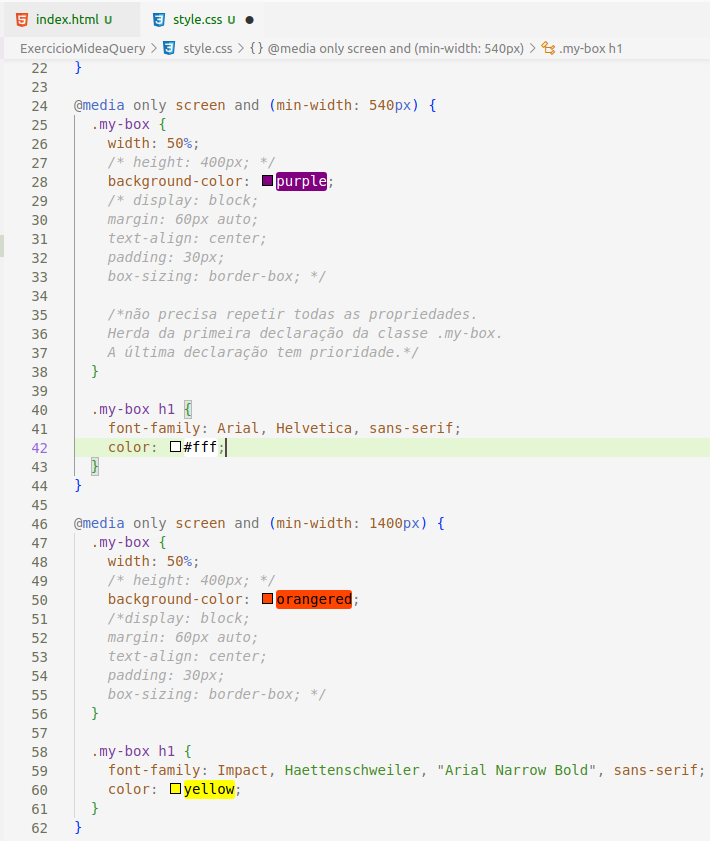 index.html U style.css U
ExercicioMideaQuery > style.css > {} @media only screen and (min-width: 540px) > .my-box h1
22 }
23
24 @media only screen and (min-width: 540px) {
25 .my-box {
26 width: 50%;
27 /* height: 400px; */
28 background-color: purple;
29 /* display: block;
30 margin: 60px auto;
31 text-align: center;
32 padding: 30px;
33 box-sizing: border-box; */
34
35 /*não precisa repetir todas as propriedades.
36 Herda da primeira declaração da classe .my-box.
37 A última declaração tem prioridade.*/
38 }
39
40 .my-box h1 {
41 font-family: Arial, Helvetica, sans-serif;
42 color: #fff;
43 }
44 }
45
46 @media only screen and (min-width: 1400px) {
47 .my-box {
48 width: 50%;
49 /* height: 400px; */
50 background-color: orangered;
51 /*display: block;
52 margin: 60px auto;
53 text-align: center;
54 padding: 30px;
55 box-sizing: border-box; */
56 }
57
58 .my-box h1 {
59 font-family: Impact, Haettenschweiler, "Arial Narrow Bold", sans-serif;
60 color: yellow;
61 }
62 }